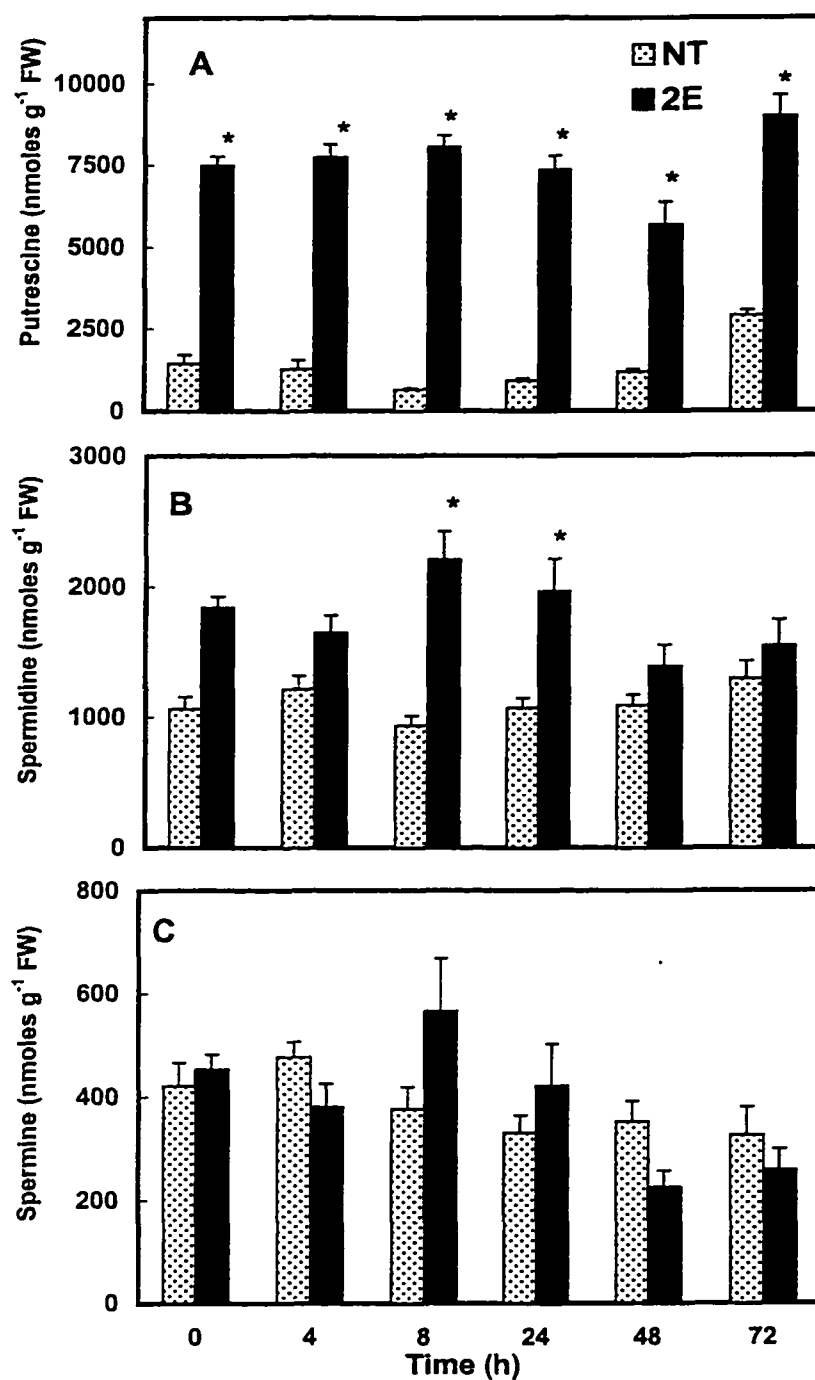 A
NT
2E
Putrescine (nmoles g⁻¹ FW)
10000
7500
5000
2500
0
* * * * * *
B
Spermidine (nmoles g⁻¹ FW)
3000
2000
1000
0
* *
C
Spermine (nmoles g⁻¹ FW)
800
600
400
200
0
0 4 8 24 48 72
Time (h)